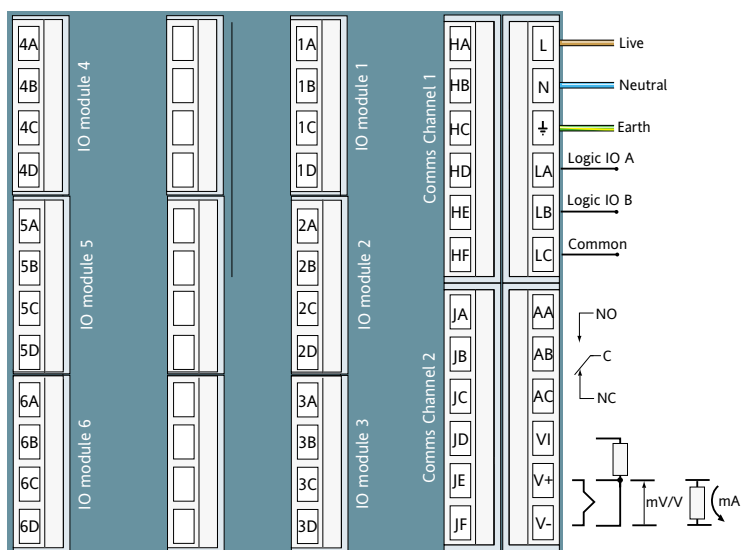 4A
4B
4C
4D
IO module 4
5A
5B
5C
5D
IO module 5
6A
6B
6C
6D
IO module 6
1A
1B
1C
1D
IO module 1
2A
2B
2C
2D
IO module 2
3A
3B
3C
3D
IO module 3
Comms Channel 1
HA
HB
HC
HD
HE
HF
Comms Channel 2
JA
JB
JC
JD
JE
JF
L
Live
N
Neutral
Earth
LA
Logic IO A
LB
Logic IO B
LC
Common
AA
NO
AB
C
AC
NC
VI
V+
V-
mV/V
mA